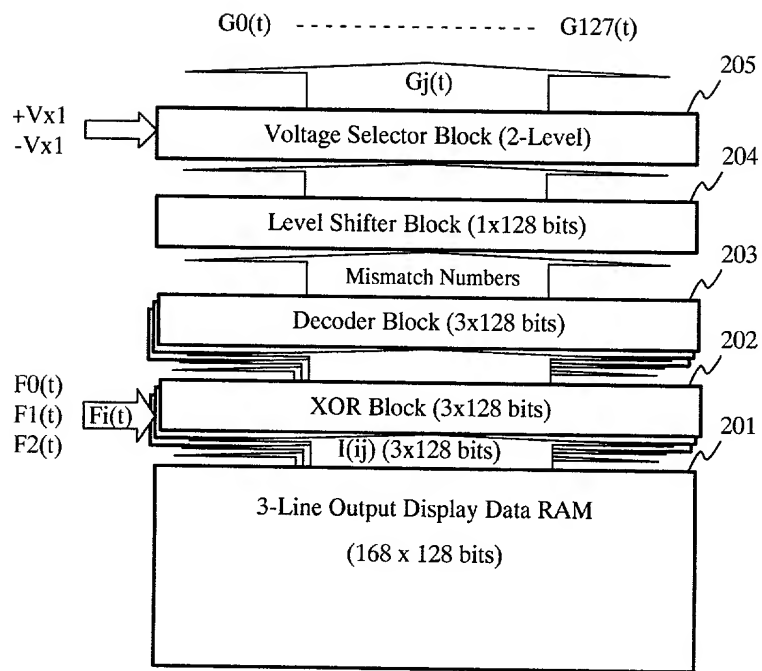 G0(t) ---------------- G127(t)
Gj(t)
205
+Vx1
-Vx1
Voltage Selector Block (2-Level)
204
Level Shifter Block (1x128 bits)
203
Mismatch Numbers
Decoder Block (3x128 bits)
202
F0(t)
F1(t)
F2(t)
Fi(t)
XOR Block (3x128 bits)
201
I(ij) (3x128 bits)
3-Line Output Display Data RAM
(168 x 128 bits)